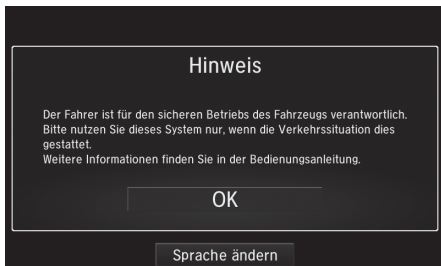 Hinweis
Der Fahrer ist für den sicheren Betriebs des Fahrzeugs verantwortlich.
Bitte nutzen Sie dieses System nur, wenn die Verkehrssituation dies
gestattet.
Weitere Informationen finden Sie in der Bedienungsanleitung.
OK
Sprache ändern